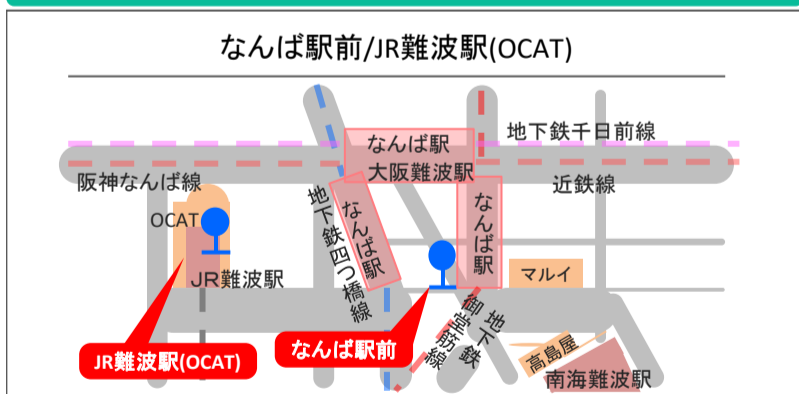 なんば駅前/JR難波駅(OCAT)
地下鉄千日前線
なんば駅
大阪難波駅
阪神なんば線
近鉄線
OCAT
地下鉄四つ橋線
なんば駅
なんば駅
マルイ
JR難波駅
地下鉄
御堂筋線
JR難波駅(OCAT)
なんば駅前
高島屋
南海難波駅